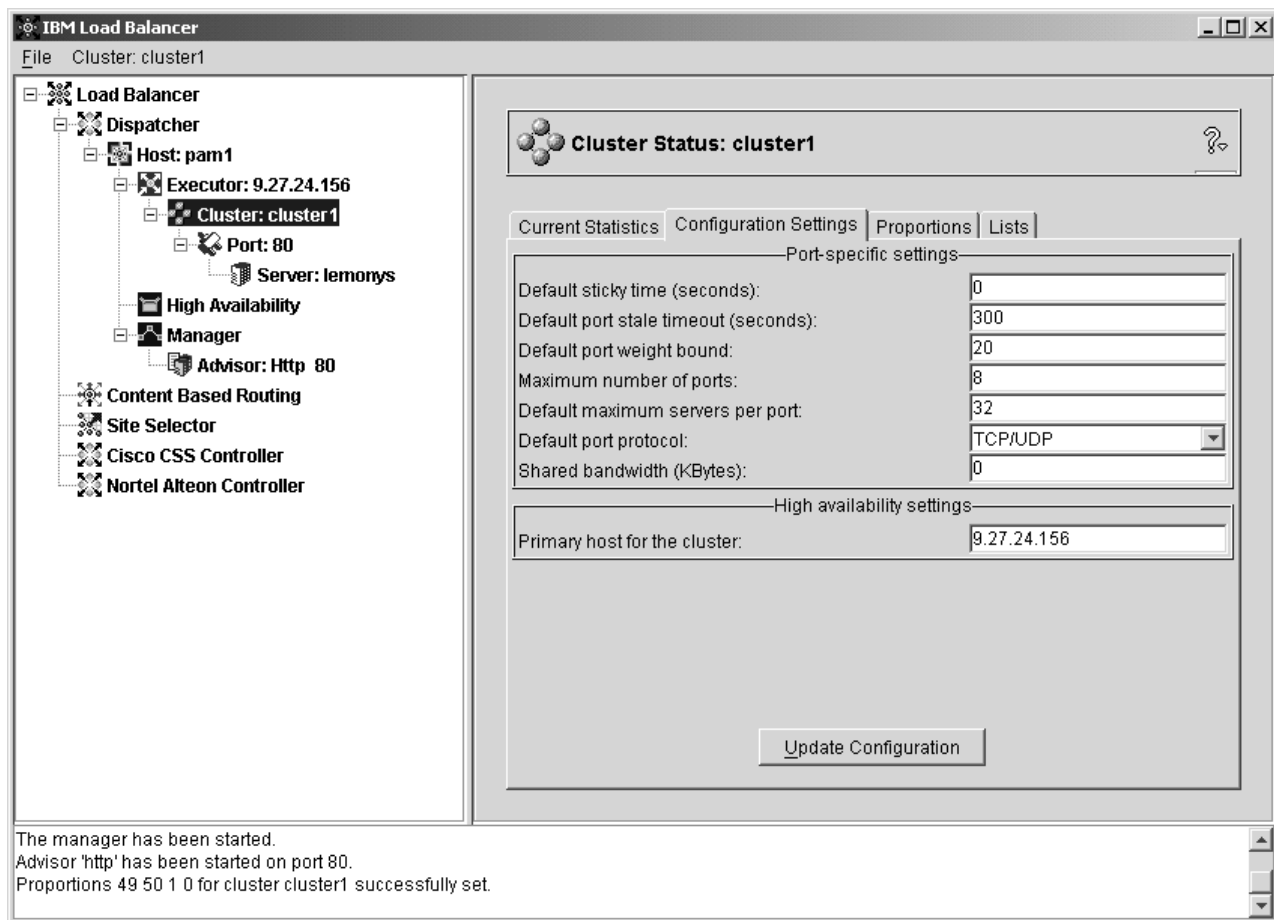 IBM Load Balancer
File Cluster: cluster1
Load Balancer
Dispatcher
Host: pam1
Executor: 9.27.24.156
Cluster: cluster1
Port: 80
Server: lemonys
High Availability
Manager
Advisor: Http 80
Content Based Routing
Site Selector
Cisco CSS Controller
Nortel Alteon Controller
Cluster Status: cluster1
?
Current Statistics Configuration Settings Proportions Lists
Port-specific settings
Default sticky time (seconds): 0
Default port stale timeout (seconds): 300
Default port weight bound: 20
Maximum number of ports: 8
Default maximum servers per port: 32
Default port protocol: TCP/UDP
Shared bandwidth (KBytes): 0
High availability settings
Primary host for the cluster: 9.27.24.156
Update Configuration
The manager has been started.
Advisor 'http' has been started on port 80.
Proportions 49 50 1 0 for cluster cluster1 successfully set.